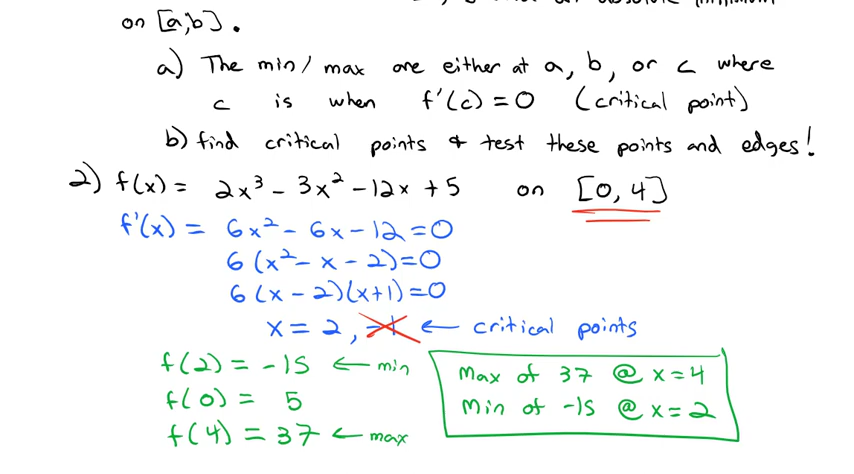 on [a,b].
a) The min/max are either at a, b, or c where
c is when f'(c)=0 (critical point)
b) find critical points & test these points and edges!
2) f(x) = 2x³ - 3x² - 12x + 5 on [0, 4]
f'(x) = 6x² - 6x - 12 = 0
6(x² - x - 2) = 0
6(x - 2)(x + 1) = 0
x = 2, -1 ← critical points
f(2) = -15 ← min
f(0) = 5
f(4) = 37 ← max
Max of 37 @ x = 4
Min of -15 @ x = 2